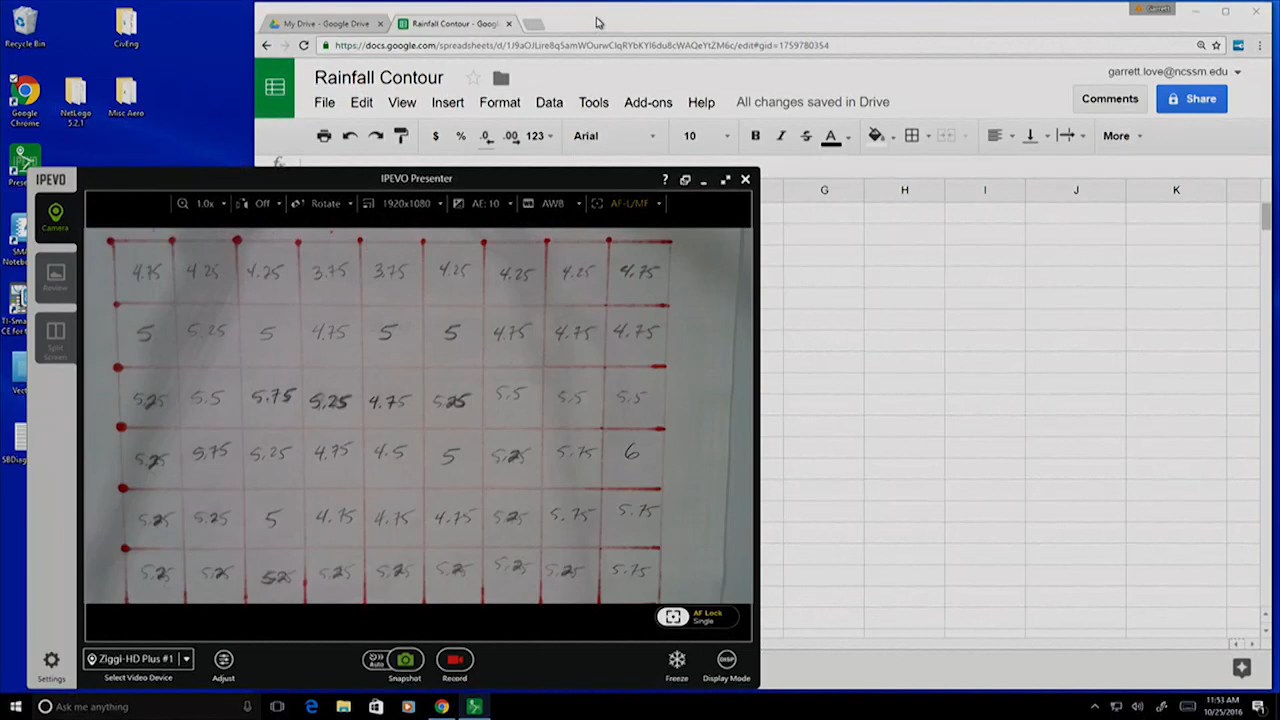 Recycle Bin
CivEng
Google Chrome
NetLogo 5.2.1
Misc Aero
My Drive - Google Drive
Rainfall Contour - Goog
Garrett
https://docs.google.com/spreadsheets/d/1J9aOJLire8q5amWOurwCIqRYbKYl6du8cWAQeYtZM6c/edit#gid=1759780354
Rainfall Contour
garrett.love@ncssm.edu
File Edit View Insert Format Data Tools Add-ons Help All changes saved in Drive
Comments
Share
$ % .0 .00 123 Arial 10 B I S A More
fx
G H I J K
IPEVO
IPEVO Presenter
1.0x Off Rotate 1920x1080 AE: 10 AWB AF-L/MF
Camera
Review
Split Screen
4.75 4.25 4.25 3.75 3.75 4.25 4.25 4.25 4.75
5 5.25 5 4.75 5 5 4.75 4.75 4.75
5.25 5.5 5.75 5.25 4.75 5.25 5.5 5.5 5.5
5.25 5.75 5.25 4.75 4.5 5 5.25 5.75 6
5.25 5.25 5 4.75 4.75 4.75 5.25 5.75 5.75
5.25 5.25 5.25 5.25 5.25 5.25 5.25 5.25 5.75
AF Lock
Single
Settings
Ziggi-HD Plus #1
Select Video Device
Adjust
Auto
Snapshot
Record
Freeze
DISP
Display Mode
Ask me anything
11:53 AM
10/25/2016